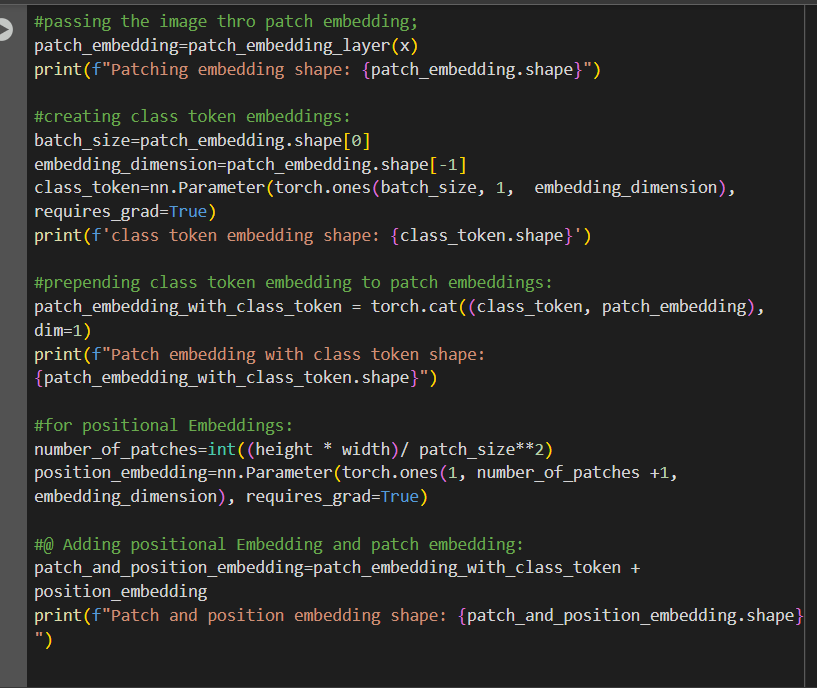 #passing the image thro patch embedding;
patch_embedding=patch_embedding_layer(x)
print(f"Patching embedding shape: {patch_embedding.shape}")

#creating class token embeddings:
batch_size=patch_embedding.shape[0]
embedding_dimension=patch_embedding.shape[-1]
class_token=nn.Parameter(torch.ones(batch_size, 1,  embedding_dimension),
requires_grad=True)
print(f'class token embedding shape: {class_token.shape}')

#prepending class token embedding to patch embeddings:
patch_embedding_with_class_token = torch.cat((class_token, patch_embedding),
dim=1)
print(f"Patch embedding with class token shape:
{patch_embedding_with_class_token.shape}")

#for positional Embeddings:
number_of_patches=int((height * width)/ patch_size**2)
position_embedding=nn.Parameter(torch.ones(1, number_of_patches +1,
embedding_dimension), requires_grad=True)

#@ Adding positional Embedding and patch embedding:
patch_and_position_embedding=patch_embedding_with_class_token +
position_embedding
print(f"Patch and position embedding shape: {patch_and_position_embedding.shape}
")